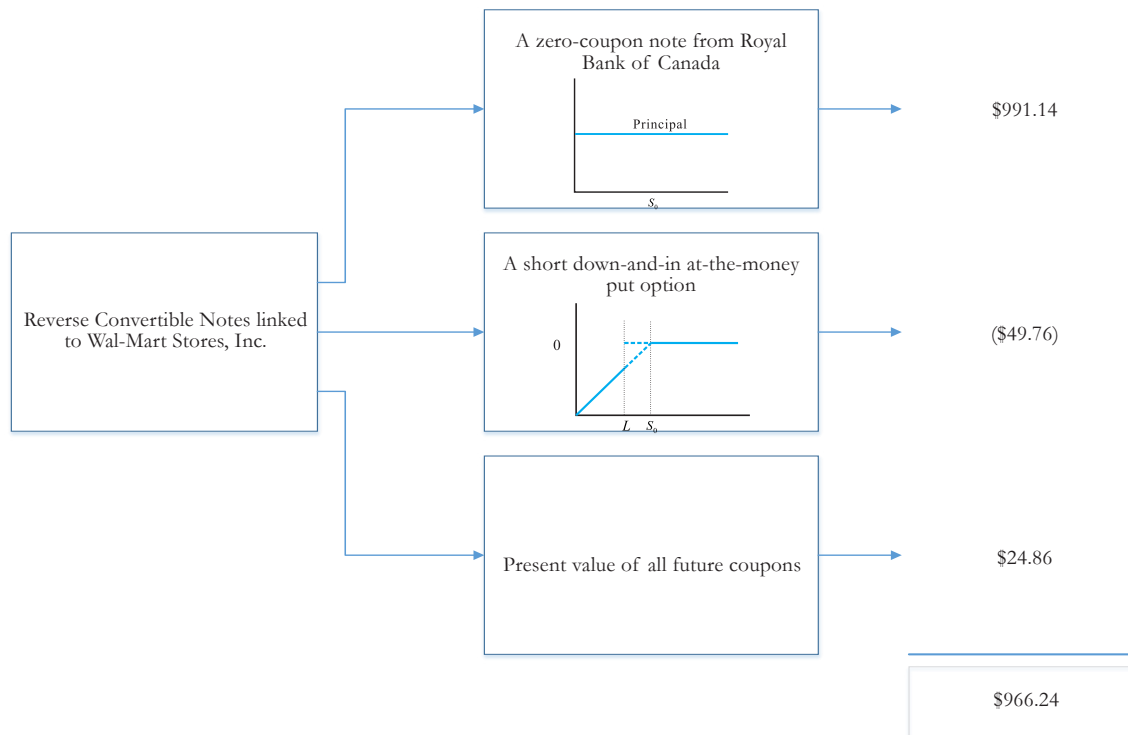 A zero-coupon note from Royal
Bank of Canada
Principal
S₀
$991.14
Reverse Convertible Notes linked
to Wal-Mart Stores, Inc.
A short down-and-in at-the-money
put option
0
L S₀
($49.76)
Present value of all future coupons
$24.86
$966.24